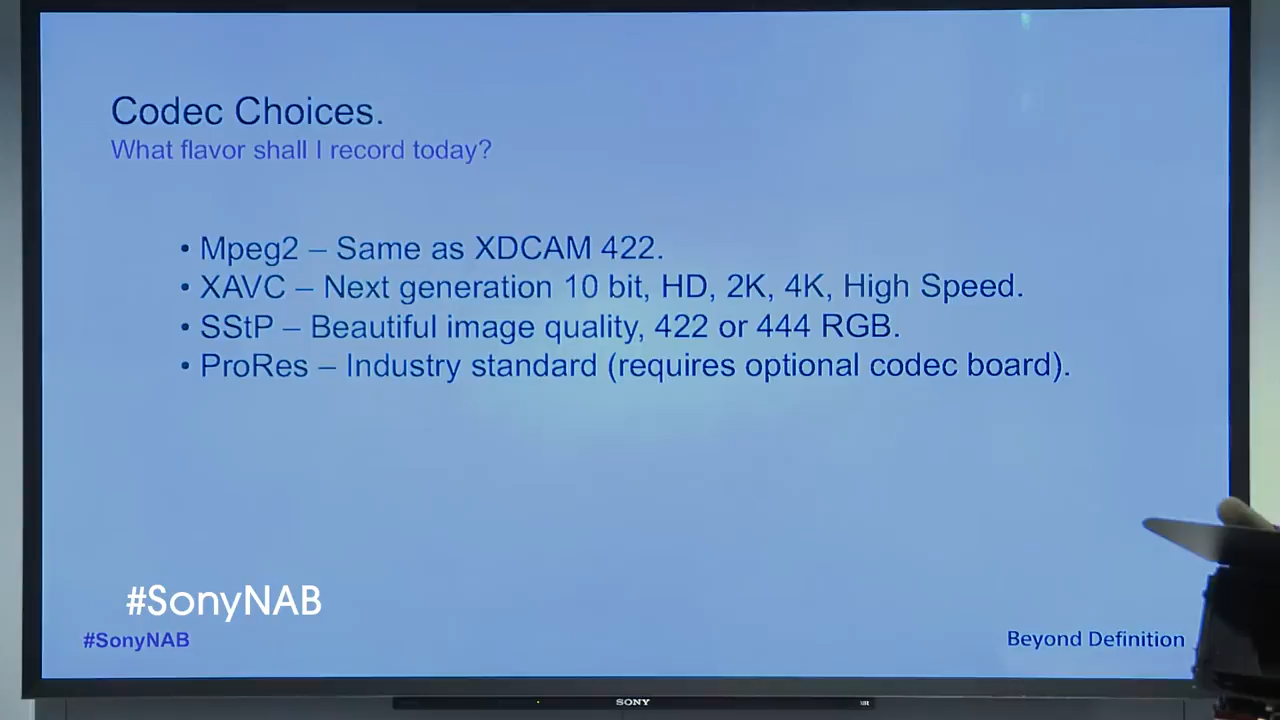 Codec Choices.
What flavor shall I record today?
• Mpeg2 – Same as XDCAM 422.
• XAVC – Next generation 10 bit, HD, 2K, 4K, High Speed.
• SStP – Beautiful image quality, 422 or 444 RGB.
• ProRes – Industry standard (requires optional codec board).
#SonyNAB
#SonyNAB
Beyond Definition
SONY